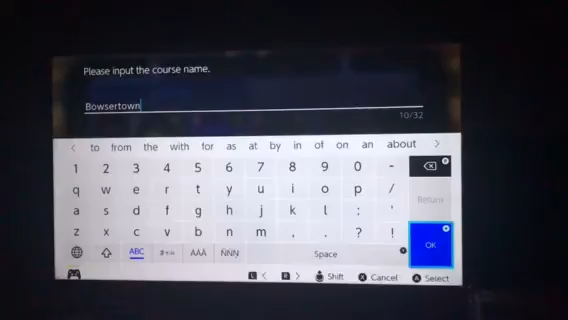 Please input the course name.
Bowsertown
10/32
< to from the with for as at by in of on an about >
1 2 3 4 5 6 7 8 9 0 -
q w e r t y u i o p /
Return
a s d f g h j k l : '
z x c v b n m , . ? !
OK
ABC #+= ÀÁÂ ÑŃŅ Space
L < R > Shift X Cancel A Select